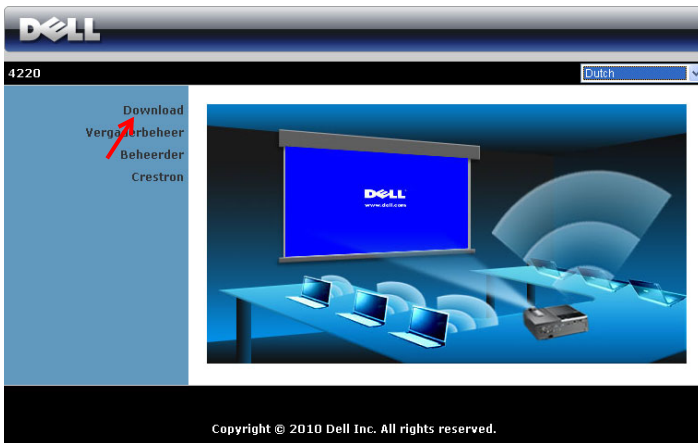 DELL
4220
Dutch
Download
Vergaderbeheer
Beheerder
Crestron
DELL
www.dell.com
Copyright © 2010 Dell Inc. All rights reserved.